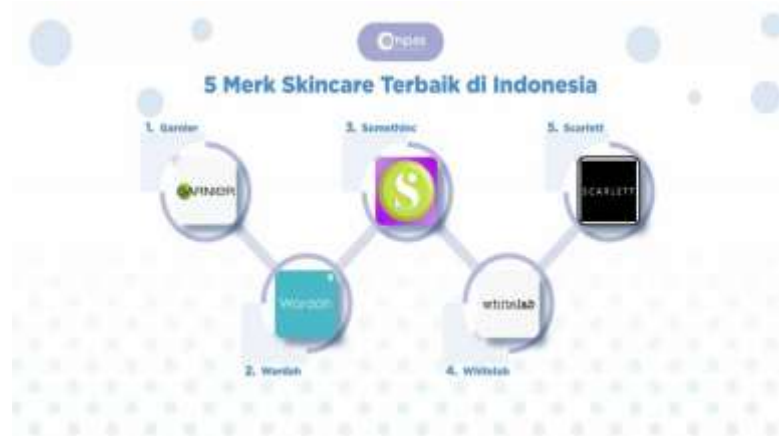 5 Merk Skincare Terbaik di Indonesia
1. Garnier
3. Somethinc
5. Scarlett
GARNIER
S
SCARLETT
Wardah
whitelab
2. Wardah
4. Whitelab